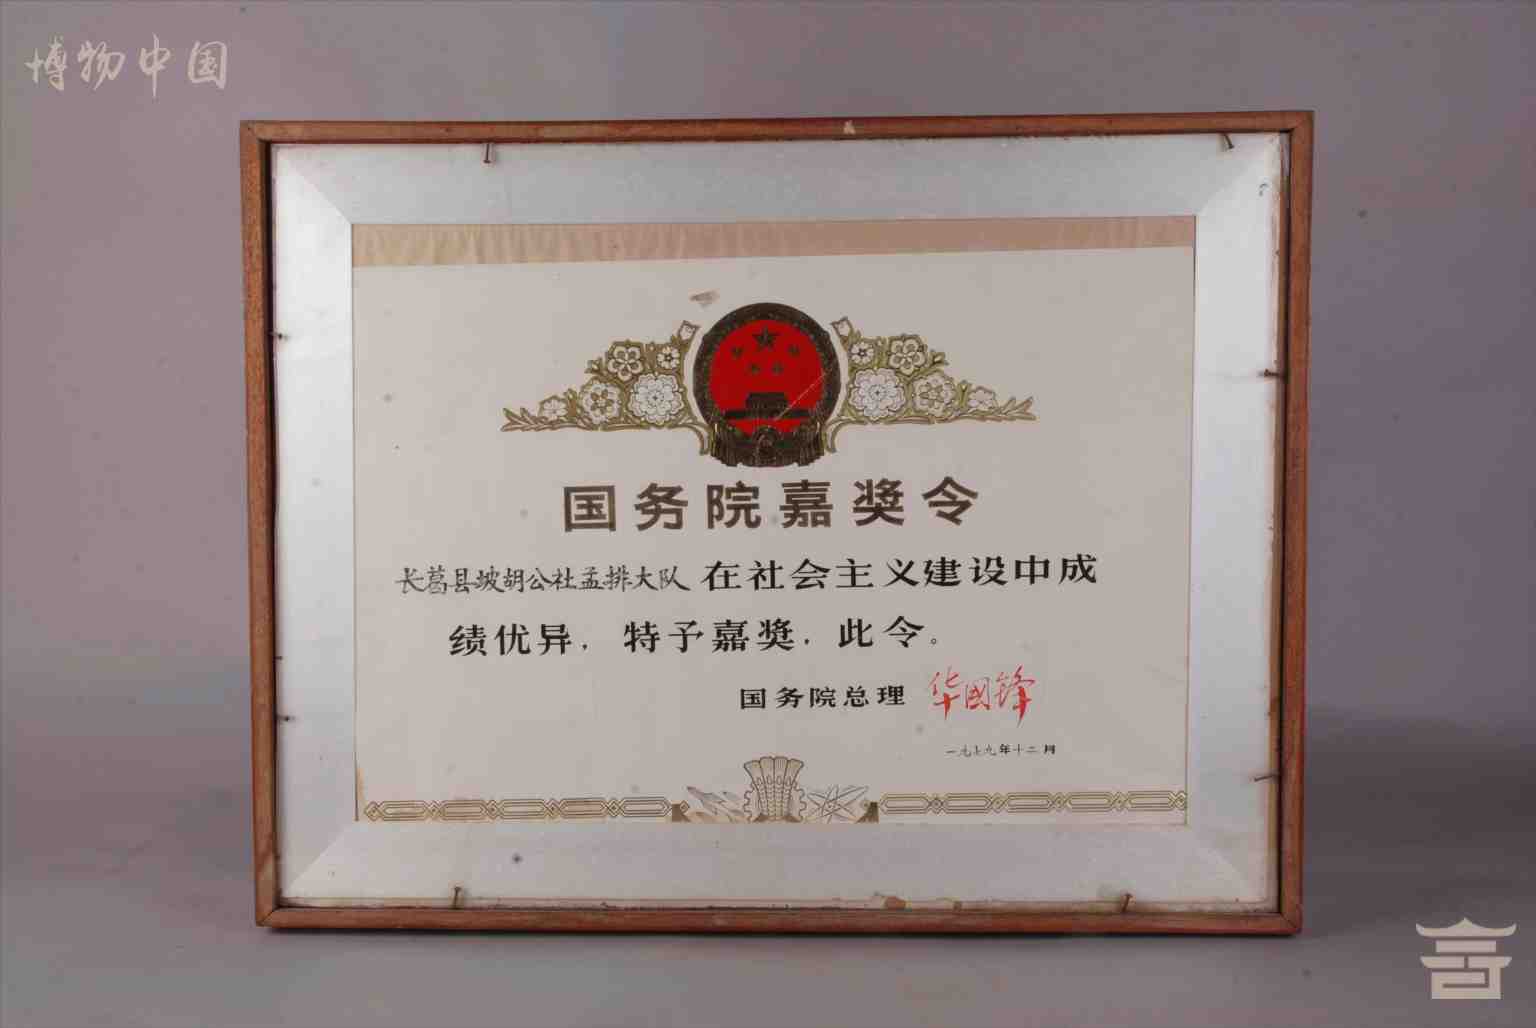 博物中国
国务院嘉奖令
长葛县坡胡公社孟排大队在社会主义建设中成
绩优异，特予嘉奖，此令。
国务院总理 华國锋
一九七九年十二月